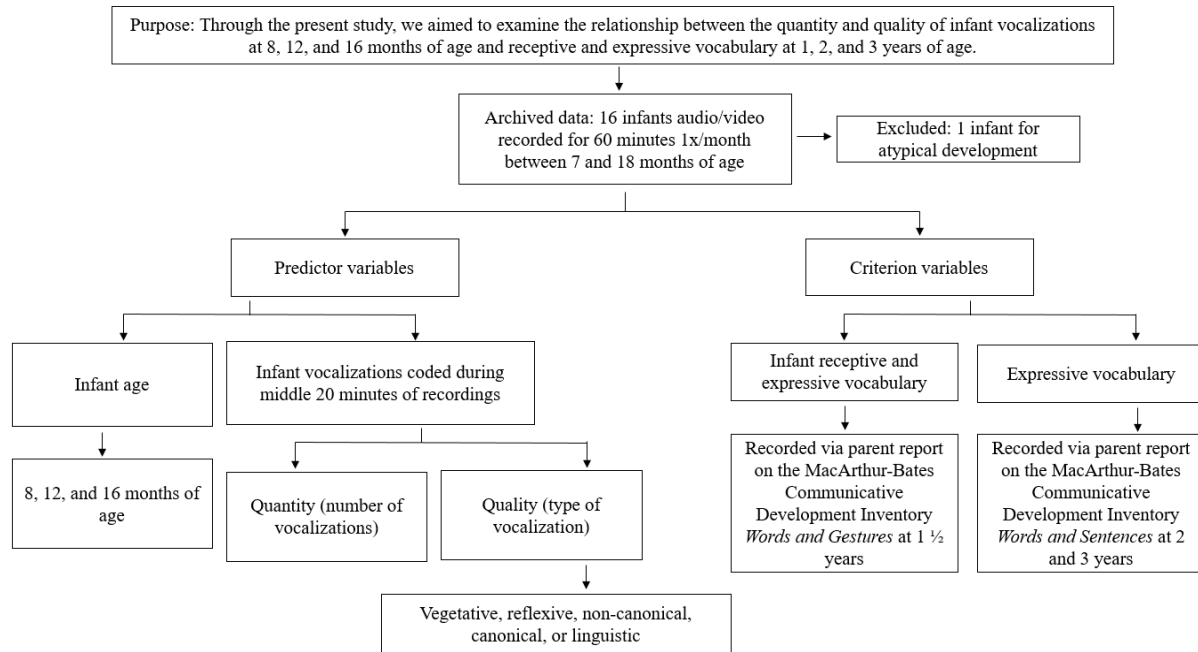 Purpose: Through the present study, we aimed to examine the relationship between the quantity and quality of infant vocalizations
at 8, 12, and 16 months of age and receptive and expressive vocabulary at 1, 2, and 3 years of age.
Archived data: 16 infants audio/video
recorded for 60 minutes 1x/month
between 7 and 18 months of age
Excluded: 1 infant for
atypical development
Predictor variables
Criterion variables
Infant age
Infant vocalizations coded during
middle 20 minutes of recordings
Infant receptive and
expressive vocabulary
Expressive vocabulary
8, 12, and 16 months of
age
Quantity (number of
vocalizations)
Quality (type of
vocalization)
Recorded via parent report
on the MacArthur-Bates
Communicative
Development Inventory
Words and Gestures at 1 ½
years
Recorded via parent report
on the MacArthur-Bates
Communicative
Development Inventory
Words and Sentences at 2
and 3 years
Vegetative, reflexive, non-canonical,
canonical, or linguistic